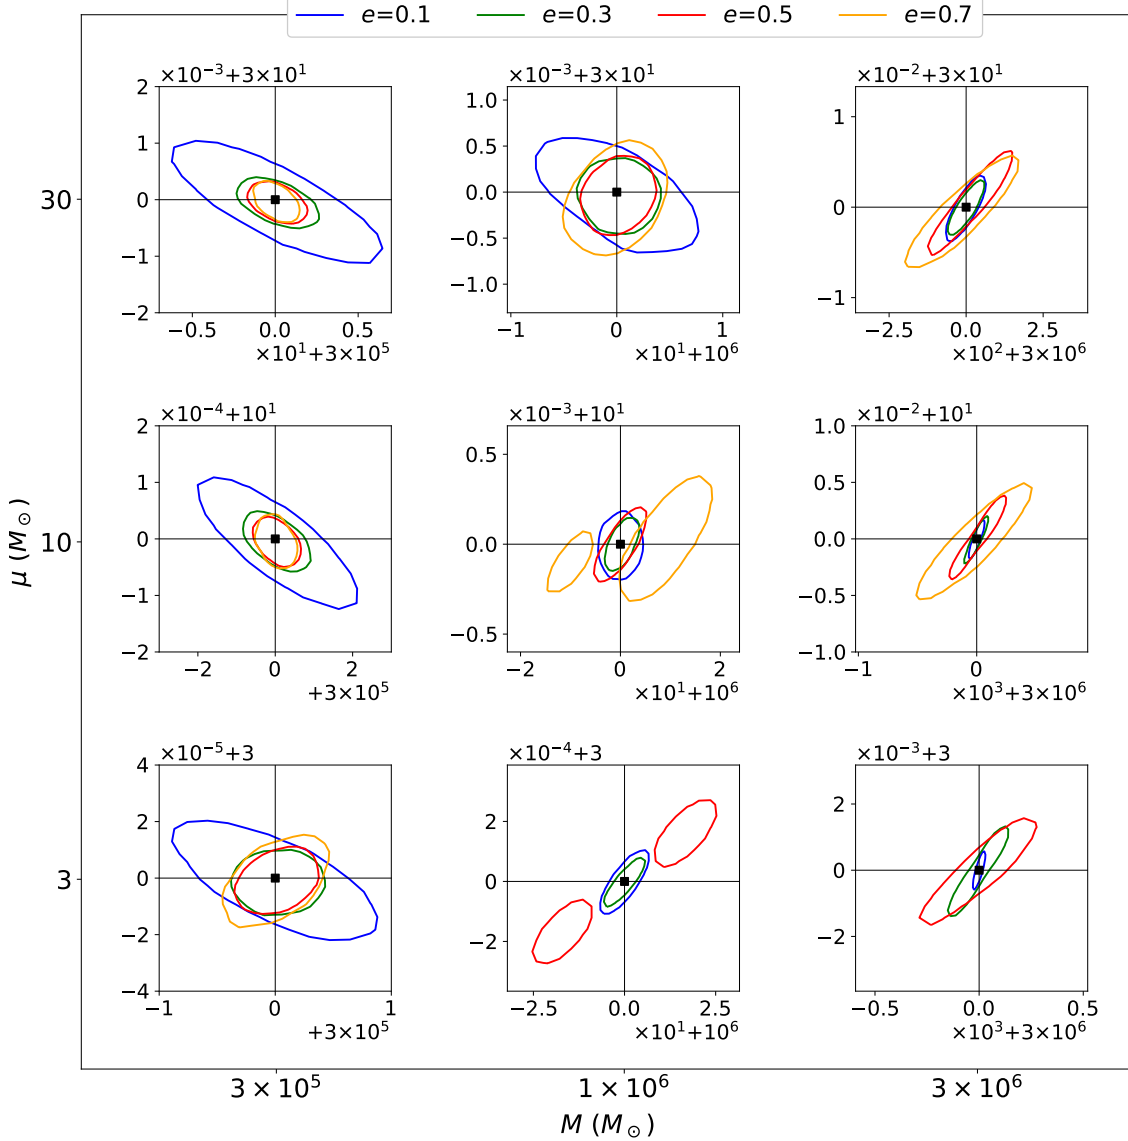 e=0.1 e=0.3 e=0.5 e=0.7
×10⁻³+3×10¹ ×10⁻³+3×10¹ ×10⁻²+3×10¹
2 1 0 −1 −2
−0.5 0.0 0.5
×10¹+3×10⁵
1.0 0.5 0.0 −0.5 −1.0
−1 0 1
×10¹+10⁶
1 0 −1
−2.5 0.0 2.5
×10²+3×10⁶
30
×10⁻⁴+10¹ ×10⁻³+10¹ ×10⁻²+10¹
2 1 0 −1 −2
−2 0 2
+3×10⁵
0.5 0.0 −0.5
−2 0 2
×10¹+10⁶
1.0 0.5 0.0 −0.5 −1.0
−1 0
×10³+3×10⁶
10
μ (M⊙)
×10⁻⁵+3 ×10⁻⁴+3 ×10⁻³+3
4 2 0 −2 −4
−1 0 1
+3×10⁵
2 0 −2
−2.5 0.0 2.5
×10¹+10⁶
2 0 −2
−0.5 0.0 0.5
×10³+3×10⁶
3
3×10⁵ 1×10⁶ 3×10⁶
M (M⊙)